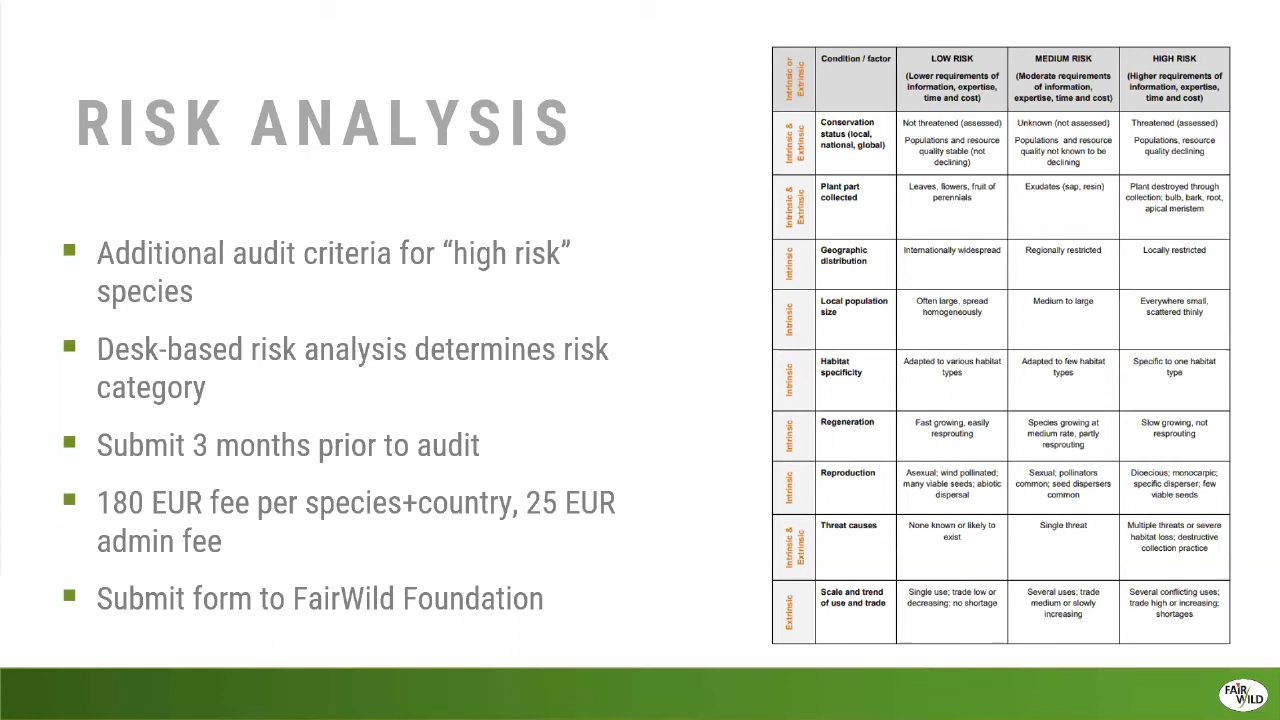 RISK ANALYSIS
Additional audit criteria for “high risk”
species
Desk-based risk analysis determines risk
category
Submit 3 months prior to audit
180 EUR fee per species+country, 25 EUR
admin fee
Submit form to FairWild Foundation
Intrinsic or
Extrinsic
Condition / factor
LOW RISK
(Lower requirements of
information, expertise,
time and cost)
MEDIUM RISK
(Moderate requirements
of information,
expertise, time and cost)
HIGH RISK
(Higher requirements of
information, expertise,
time and cost)
Intrinsic &
Extrinsic
Conservation
status (local,
national, global)
Not threatened (assessed)
Populations and resource
quality stable (not
declining)
Unknown (not assessed)
Populations and resource
quality not known to be
declining
Threatened (assessed)
Populations, resource
quality declining
Intrinsic &
Extrinsic
Plant part
collected
Leaves, flowers, fruit of
perennials
Exudates (sap, resin)
Plant destroyed through
collection; bulb, bark, root,
apical meristem
Intrinsic
Geographic
distribution
Internationally widespread
Regionally restricted
Locally restricted
Intrinsic
Local population
size
Often large, spread
homogeneously
Medium to large
Everywhere small,
scattered thinly
Intrinsic
Habitat
specificity
Adapted to various habitat
types
Adapted to few habitat
types
Specific to one habitat
type
Intrinsic
Regeneration
Fast growing, easily
resprouting
Species growing at
medium rate, partly
resprouting
Slow growing, not
resprouting
Intrinsic
Reproduction
Asexual; wind pollinated;
many viable seeds; abiotic
dispersal
Sexual; pollinators
common; seed dispersers
common
Dioecious; monocarpic;
specific disperser; few
viable seeds
Intrinsic &
Extrinsic
Threat causes
None known or likely to
exist
Single threat
Multiple threats or severe
habitat loss; destructive
collection practice
Extrinsic
Scale and trend
of use and trade
Single use; trade low or
decreasing; no shortage
Several uses; trade
medium or slowly
increasing
Several conflicting uses;
trade high or increasing;
shortages
FAIR
WILD